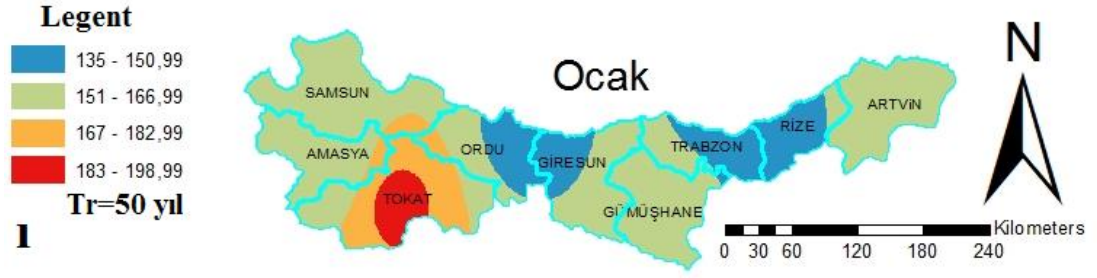 Legent
135 - 150,99
151 - 166,99
167 - 182,99
183 - 198,99
Tr=50 yıl
1
Ocak
N
SAMSUN
AMASYA
TOKAT
ORDU
GİRESUN
GÜMÜŞHANE
TRABZON
RİZE
ARTVİN
Kilometers
0 30 60 120 180 240